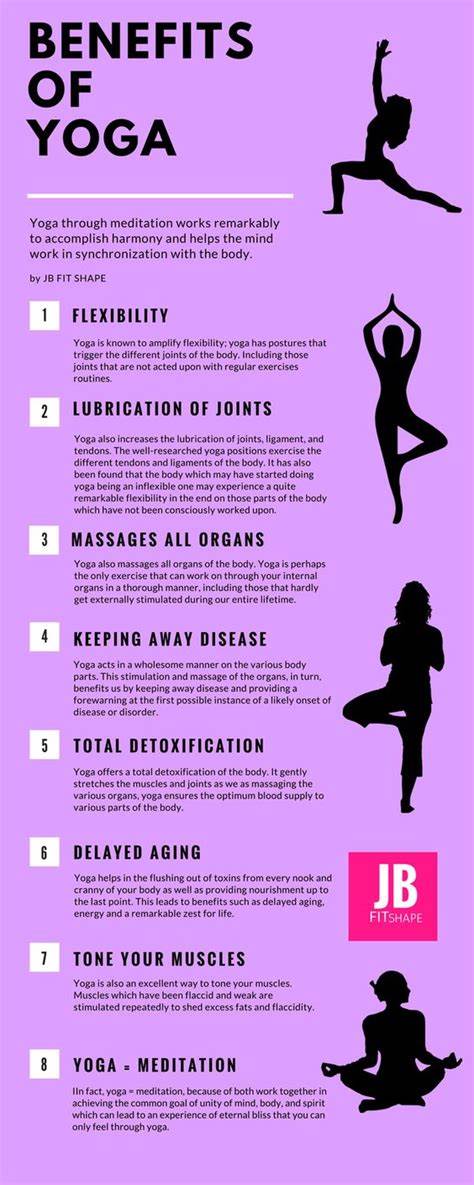 BENEFITS
OF
YOGA
Yoga through meditation works remarkably
to accomplish harmony and helps the mind
work in synchronization with the body.
by JB FIT SHAPE
1 FLEXIBILITY
Yoga is known to amplify flexibility; yoga has postures that
trigger the different joints of the body. Including those
joints that are not acted upon with regular exercises
routines.
2 LUBRICATION OF JOINTS
Yoga also increases the lubrication of joints, ligament, and
tendons. The well-researched yoga positions exercise the
different tendons and ligaments of the body. It has also
been found that the body which may have started doing
yoga being an inflexible one may experience a quite
remarkable flexibility in the end on those parts of the body
which have not been consciously worked upon.
3 MASSAGES ALL ORGANS
Yoga also massages all organs of the body. Yoga is perhaps
the only exercise that can work on through your internal
organs in a thorough manner, including those that hardly
get externally stimulated during our entire lifetime.
4 KEEPING AWAY DISEASE
Yoga acts in a wholesome manner on the various body
parts. This stimulation and massage of the organs, in turn,
benefits us by keeping away disease and providing a
forewarning at the first possible instance of a likely onset of
disease or disorder.
5 TOTAL DETOXIFICATION
Yoga offers a total detoxification of the body. It gently
stretches the muscles and joints as we as massaging the
various organs, yoga ensures the optimum blood supply to
various parts of the body.
6 DELAYED AGING
Yoga helps in the flushing out of toxins from every nook and
cranny of your body as well as providing nourishment up to
the last point. This leads to benefits such as delayed aging,
energy and a remarkable zest for life.
JB
FITSHAPE
7 TONE YOUR MUSCLES
Yoga is also an excellent way to tone your muscles.
Muscles which have been flaccid and weak are
stimulated repeatedly to shed excess fats and flaccidity.
8 YOGA = MEDITATION
IIn fact, yoga = meditation, because of both work together in
achieving the common goal of unity of mind, body, and spirit
which can lead to an experience of eternal bliss that you can
only feel through yoga.